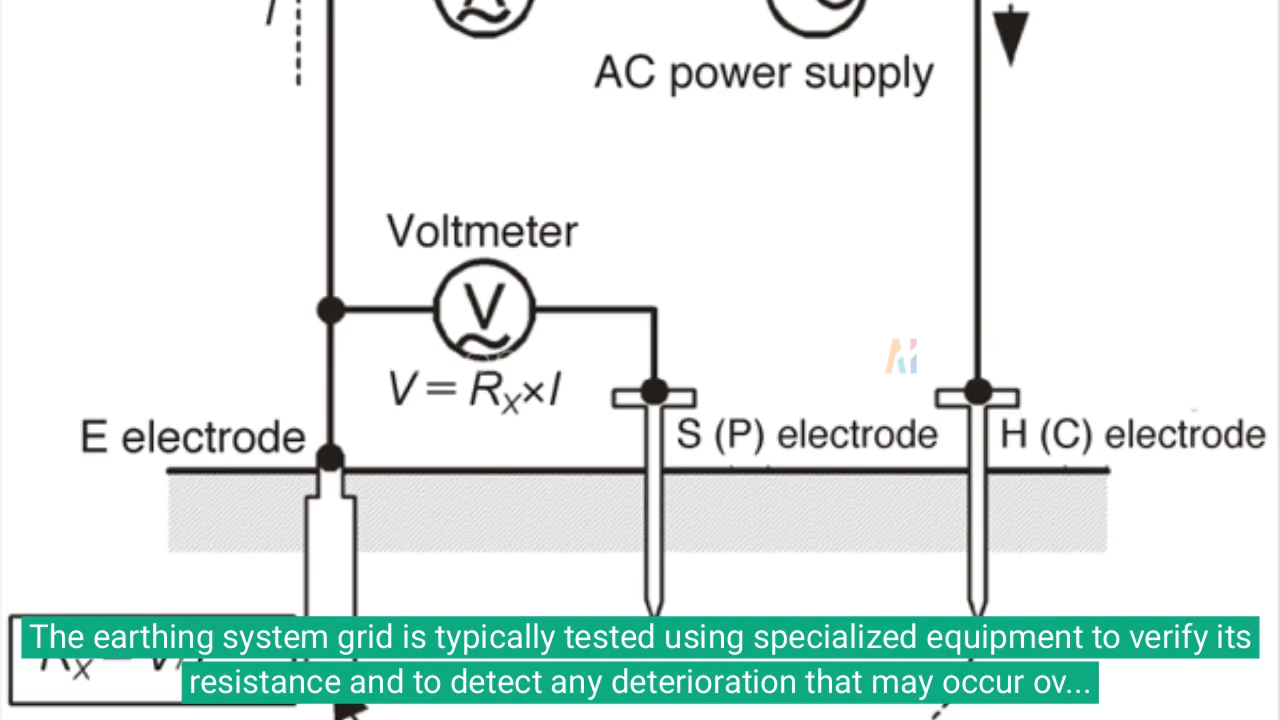 I
A
AC power supply
Voltmeter
V
V = Rx×I
E electrode
S (P) electrode
H (C) electrode
The earthing system grid is typically tested using specialized equipment to verify its
resistance and to detect any deterioration that may occur ov...